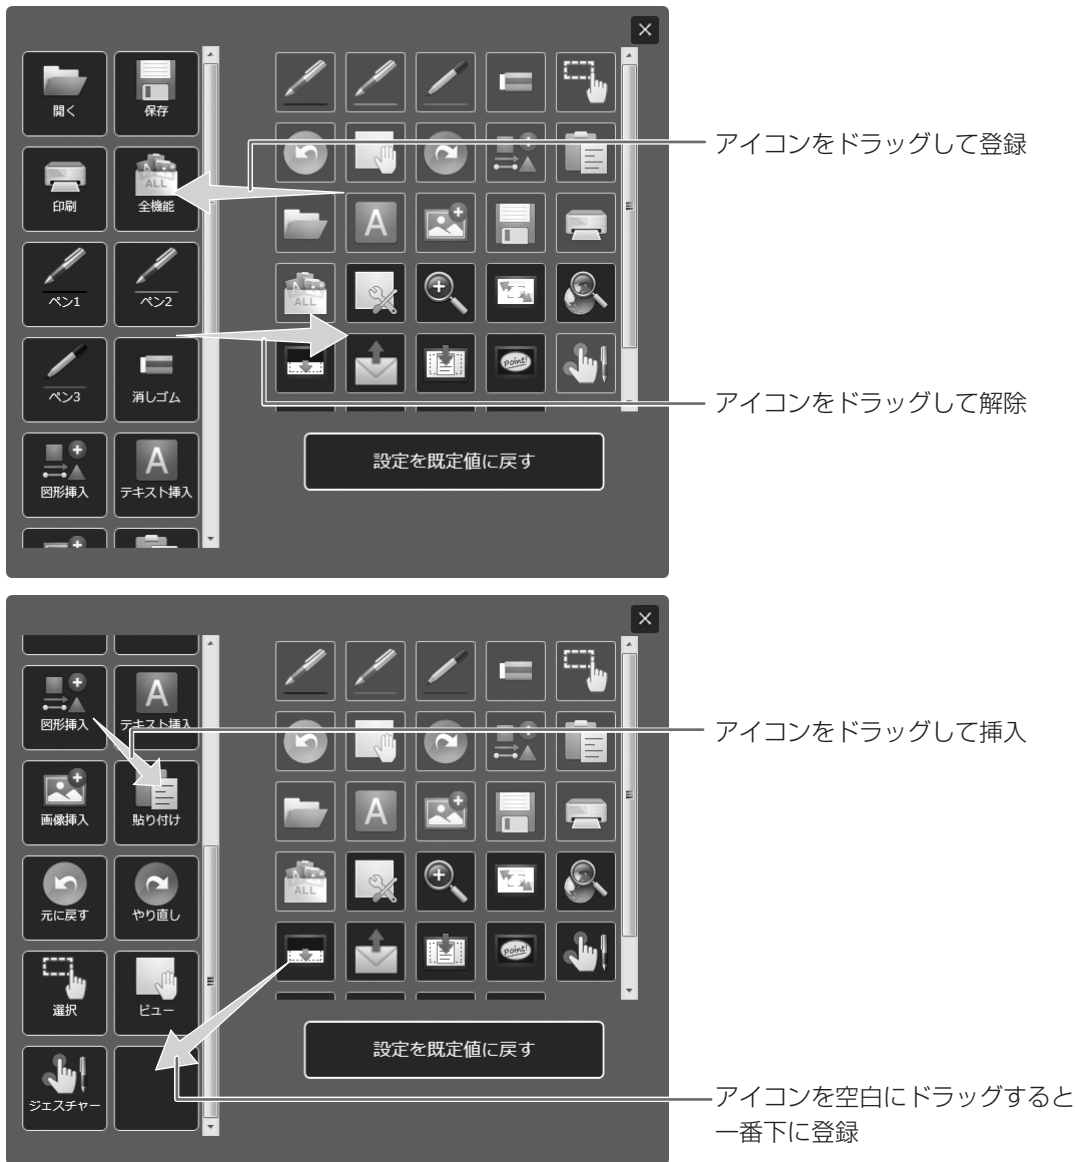 開く
保存
印刷
ALL
全機能
ペン1
ペン2
ペン3
消しゴム
図形挿入
A
テキスト挿入
A
ALL
Point!
設定を既定値に戻す
アイコンをドラッグして登録
アイコンをドラッグして解除
図形挿入
A
テキスト挿入
画像挿入
貼り付け
元に戻す
やり直し
選択
ビュー
ジェスチャー
A
ALL
Point!
設定を既定値に戻す
アイコンをドラッグして挿入
アイコンを空白にドラッグすると
一番下に登録